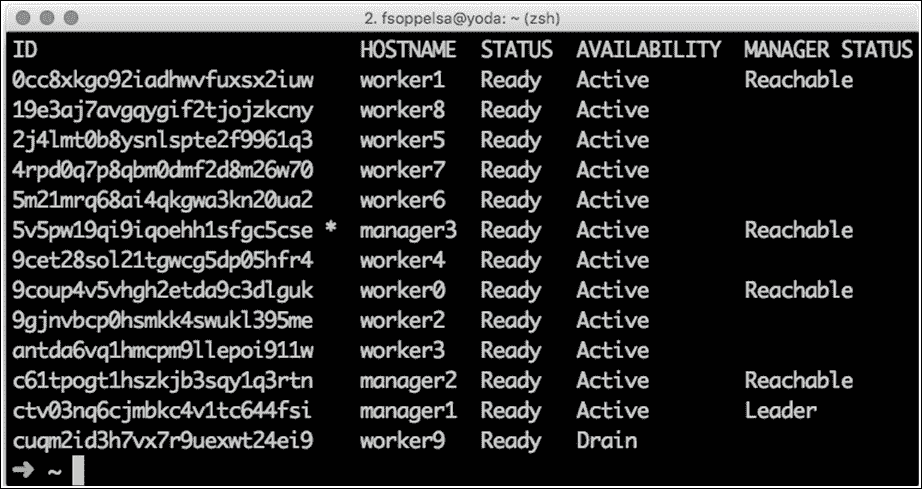 2. fsoppelsa@yoda: ~ (zsh)
ID HOSTNAME STATUS AVAILABILITY MANAGER STATUS
0cc8xkgo92iadhwvfuxsx2iuw worker1 Ready Active Reachable
19e3aj7avgqygif2tjojzkcny worker8 Ready Active
2j4lmt0b8ysnlspte2f9961q3 worker5 Ready Active
4rpd0q7p8qbm0dmf2d8m26w70 worker7 Ready Active
5m21mrq68ai4qkgwa3kn20ua2 worker6 Ready Active
5v5pw19qi9iqoehh1sfgc5cse * manager3 Ready Active Reachable
9cet28sol21tgwcg5dp05hfr4 worker4 Ready Active
9coup4v5vhgh2etda9c3dlguk worker0 Ready Active Reachable
9gjnvbcp0hsmkk4swukl395me worker2 Ready Active
antda6vq1hmcpm9llepoi911w worker3 Ready Active
c61tpogt1hszkjb3sqy1q3rtn manager2 Ready Active Reachable
ctv03nq6cjmbkc4v1tc644fsi manager1 Ready Active Leader
cuqm2id3h7vx7r9uexwt24ei9 worker9 Ready Drain
➜ ~